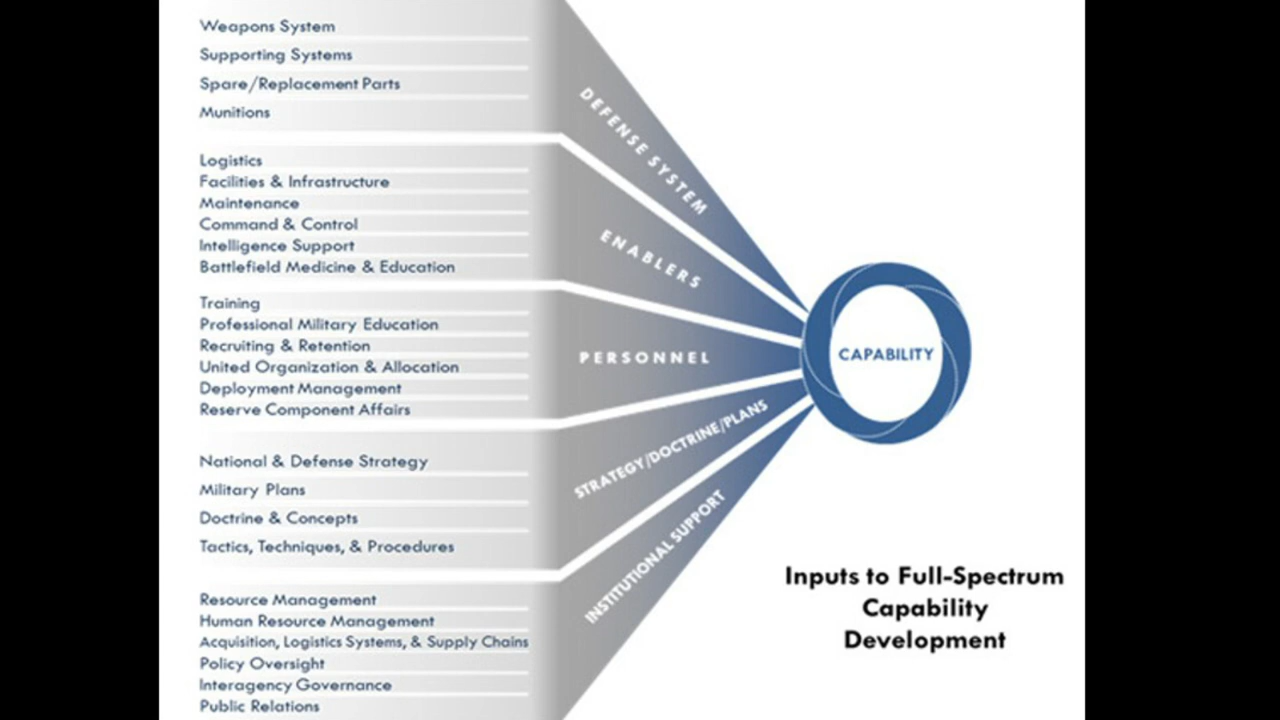 Weapons System
Supporting Systems
Spare/Replacement Parts
Munitions
DEFENSE SYSTEM
Logistics
Facilities & Infrastructure
Maintenance
Command & Control
Intelligence Support
Battlefield Medicine & Education
ENABLERS
Training
Professional Military Education
Recruiting & Retention
United Organization & Allocation
Deployment Management
Reserve Component Affairs
PERSONNEL
National & Defense Strategy
Military Plans
Doctrine & Concepts
Tactics, Techniques, & Procedures
STRATEGY/DOCTRINE/PLANS
Resource Management
Human Resource Management
Acquisition, Logistics Systems, & Supply Chains
Policy Oversight
Interagency Governance
Public Relations
INSTITUTIONAL SUPPORT
CAPABILITY
Inputs to Full-Spectrum
Capability
Development